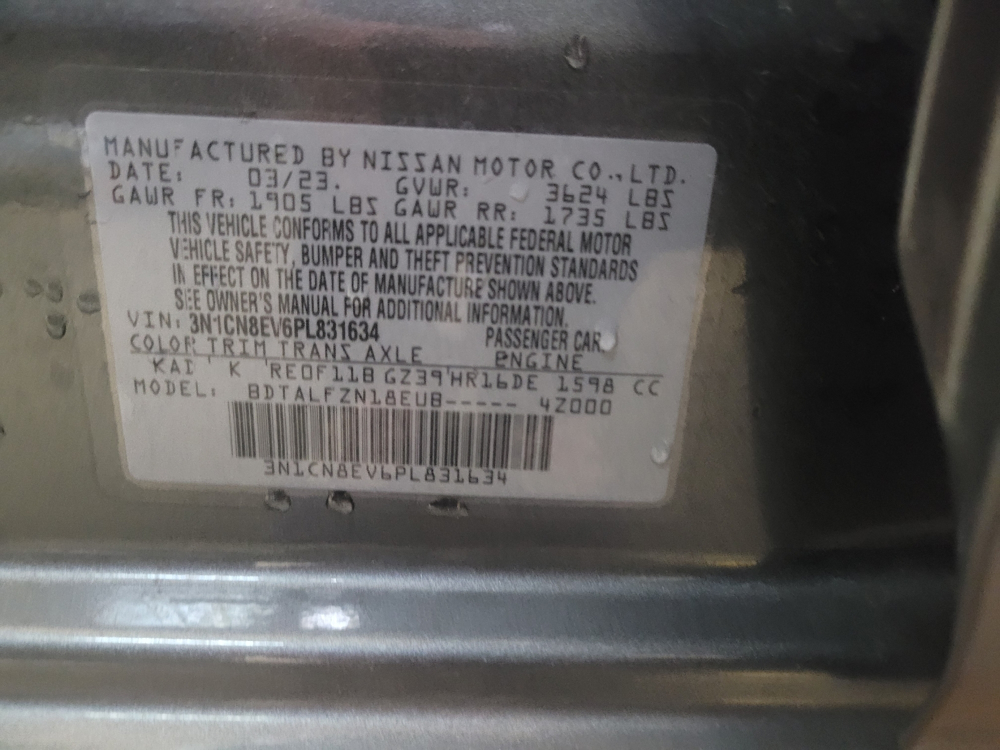 MANUFACTURED BY NISSAN MOTOR CO., LTD.
DATE: 03/23. GVWR: 3624 LBS
GAWR FR: 1905 LBS GAWR RR: 1735 LBS
THIS VEHICLE CONFORMS TO ALL APPLICABLE FEDERAL MOTOR
VEHICLE SAFETY, BUMPER AND THEFT PREVENTION STANDARDS
IN EFFECT ON THE DATE OF MANUFACTURE SHOWN ABOVE.
SEE OWNER'S MANUAL FOR ADDITIONAL INFORMATION.
VIN: 3N1CN8EV6PL831634 PASSENGER CAR
COLOR TRIM TRANS AXLE ENGINE
KAD K RE0F11B GZ39 HR16DE 1598 CC
MODEL: BDTALFZN18EUB----- 4Z000
3N1CN8EV6PL831634